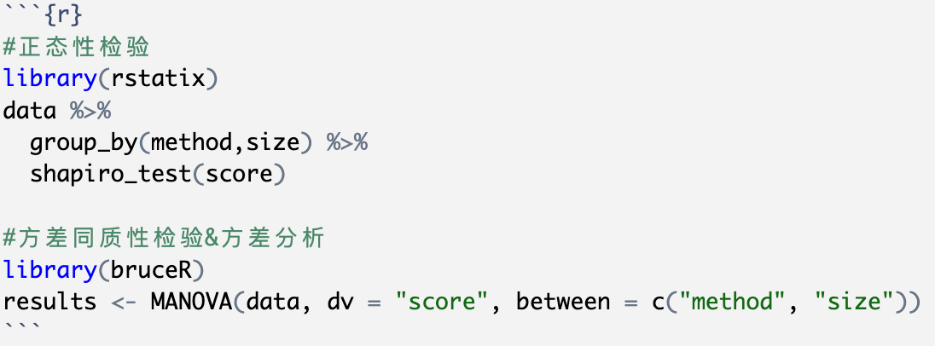 ```{r}
#正态性检验
library(rstatix)
data %>%
  group_by(method,size) %>%
  shapiro_test(score)

#方差同质性检验&方差分析
library(bruceR)
results <- MANOVA(data, dv = "score", between = c("method", "size"))
```